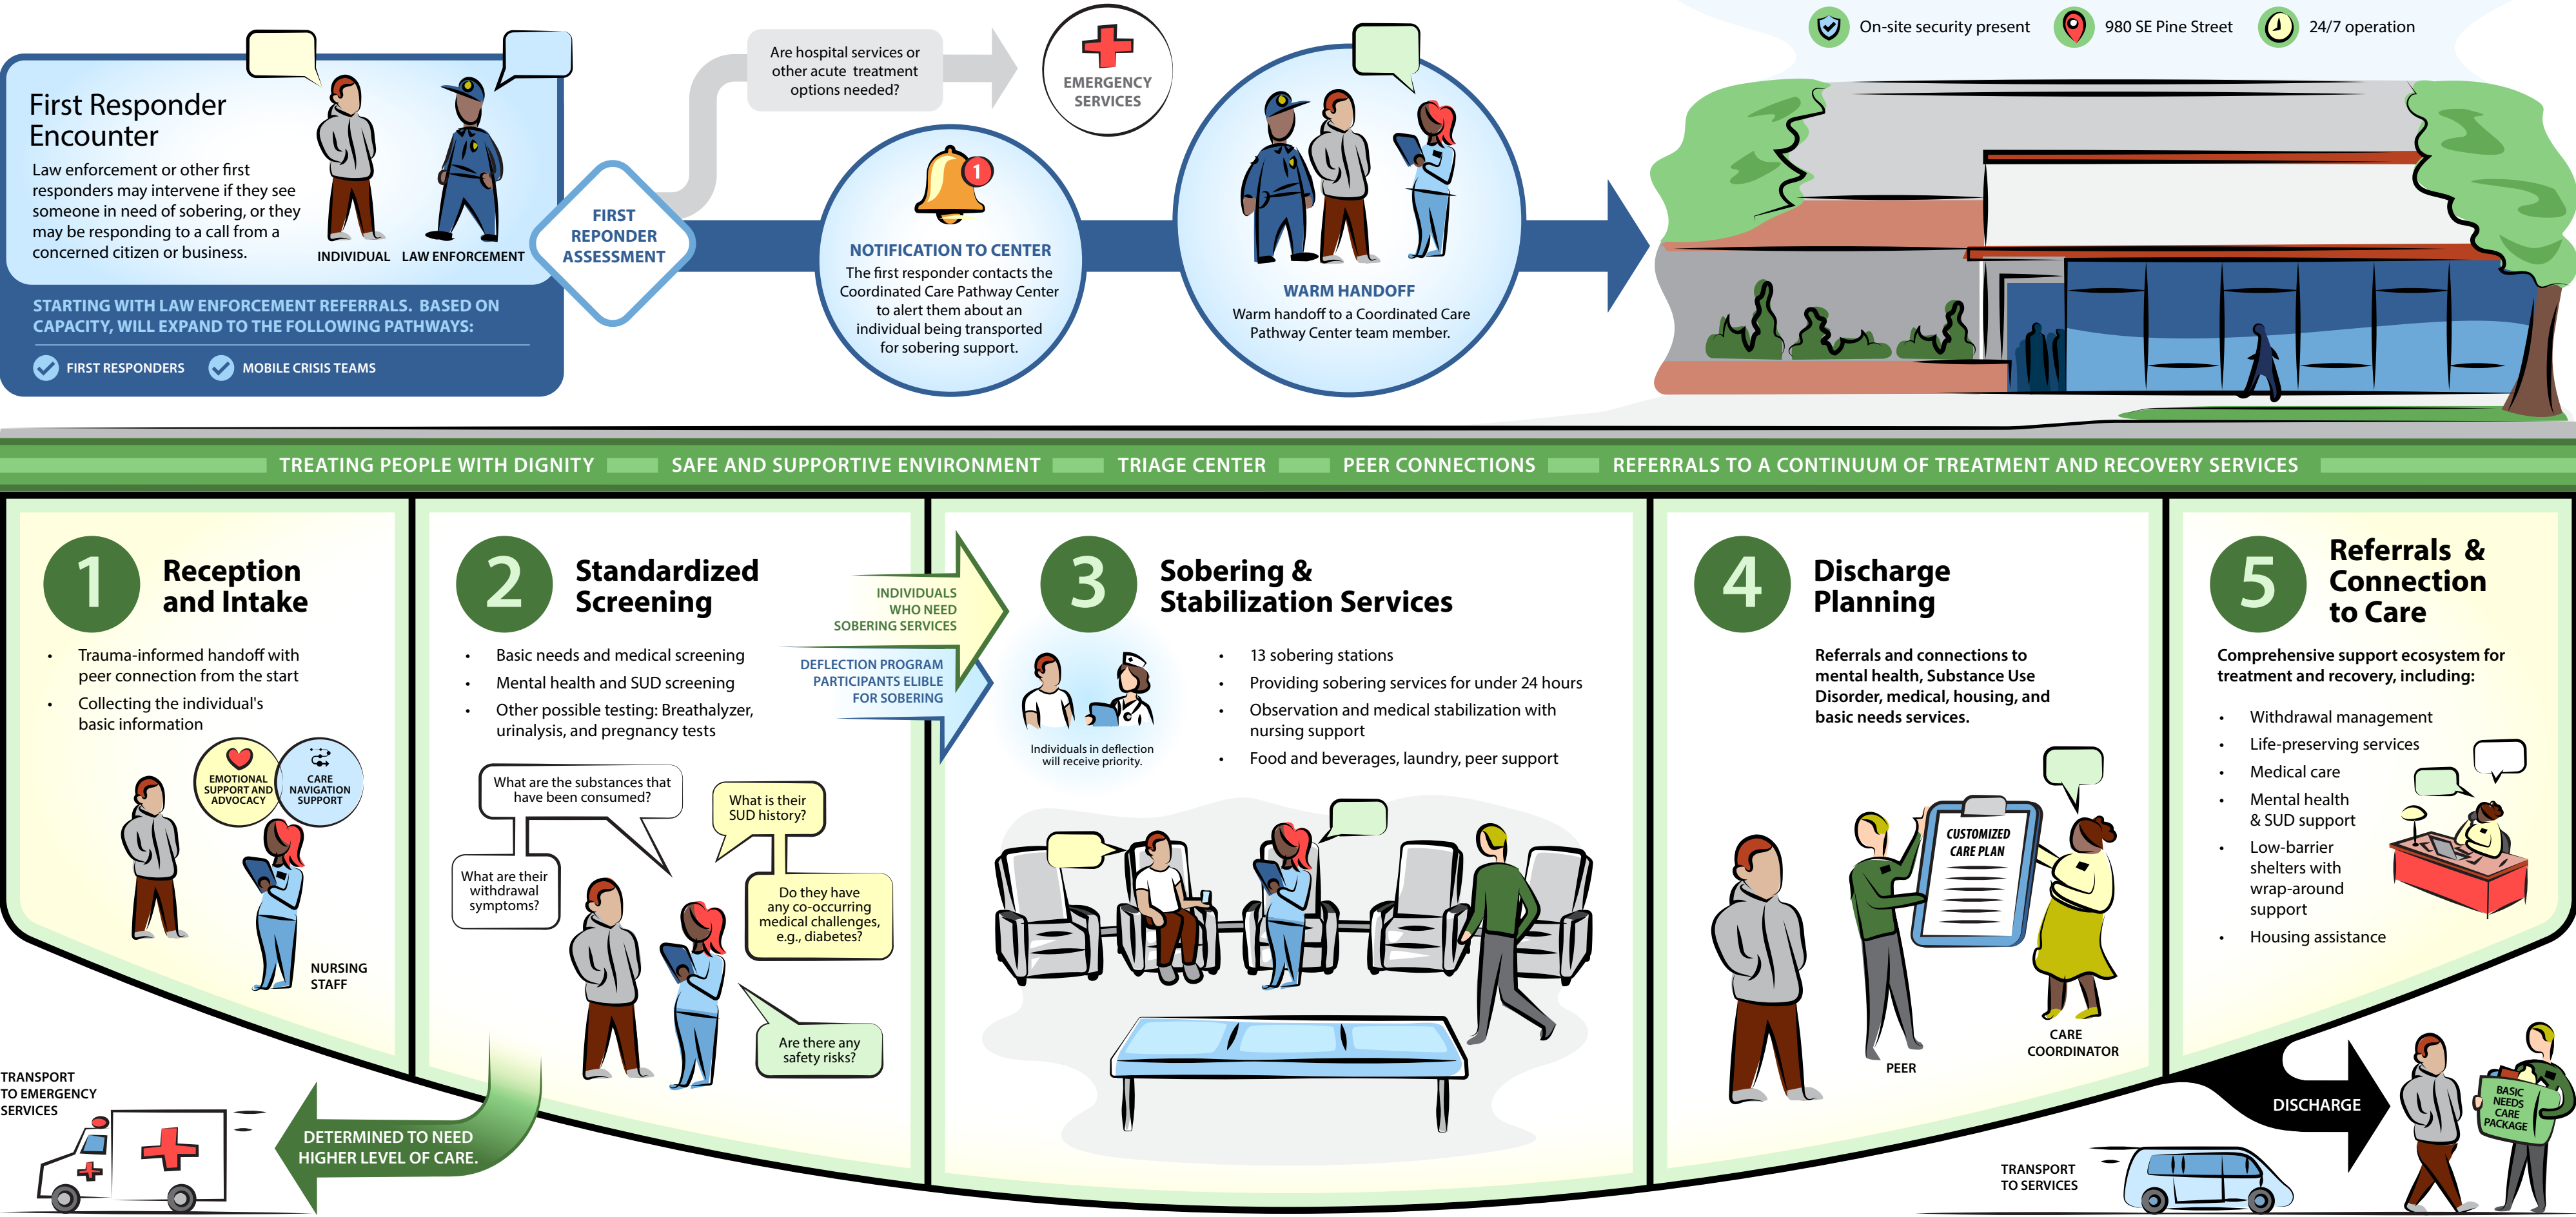 First Responder
Encounter
Law enforcement or other first
responders may intervene if they see
someone in need of sobering, or they
may be responding to a call from a
concerned citizen or business.
INDIVIDUAL
LAW ENFORCEMENT
STARTING WITH LAW ENFORCEMENT REFERRALS. BASED ON
CAPACITY, WILL EXPAND TO THE FOLLOWING PATHWAYS:
FIRST RESPONDERS
MOBILE CRISIS TEAMS
FIRST
REPONDER
ASSESSMENT
Are hospital services or
other acute treatment
options needed?
EMERGENCY
SERVICES
1
NOTIFICATION TO CENTER
The first responder contacts the
Coordinated Care Pathway Center
to alert them about an
individual being transported
for sobering support.
WARM HANDOFF
Warm handoff to a Coordinated Care
Pathway Center team member.
On-site security present
980 SE Pine Street
24/7 operation
TREATING PEOPLE WITH DIGNITY
SAFE AND SUPPORTIVE ENVIRONMENT
TRIAGE CENTER
PEER CONNECTIONS
REFERRALS TO A CONTINUUM OF TREATMENT AND RECOVERY SERVICES
1
Reception
and Intake
• Trauma-informed handoff with
peer connection from the start
• Collecting the individual's
basic information
EMOTIONAL
SUPPORT AND
ADVOCACY
CARE
NAVIGATION
SUPPORT
NURSING
STAFF
2
Standardized
Screening
• Basic needs and medical screening
• Mental health and SUD screening
• Other possible testing: Breathalyzer,
urinalysis, and pregnancy tests
What are the substances that
have been consumed?
What are their
withdrawal
symptoms?
What is their
SUD history?
Do they have
any co-occurring
medical challenges,
e.g., diabetes?
Are there any
safety risks?
INDIVIDUALS
WHO NEED
SOBERING SERVICES
DEFLECTION PROGRAM
PARTICIPANTS ELIBLE
FOR SOBERING
TRANSPORT
TO EMERGENCY
SERVICES
DETERMINED TO NEED
HIGHER LEVEL OF CARE.
3
Sobering &
Stabilization Services
Individuals in deflection
will receive priority.
• 13 sobering stations
• Providing sobering services for under 24 hours
• Observation and medical stabilization with
nursing support
• Food and beverages, laundry, peer support
4
Discharge
Planning
Referrals and connections to
mental health, Substance Use
Disorder, medical, housing, and
basic needs services.
CUSTOMIZED
CARE PLAN
PEER
CARE
COORDINATOR
5
Referrals &
Connection
to Care
Comprehensive support ecosystem for
treatment and recovery, including:
• Withdrawal management
• Life-preserving services
• Medical care
• Mental health
& SUD support
• Low-barrier
shelters with
wrap-around
support
• Housing assistance
DISCHARGE
BASIC
NEEDS
CARE
PACKAGE
TRANSPORT
TO SERVICES